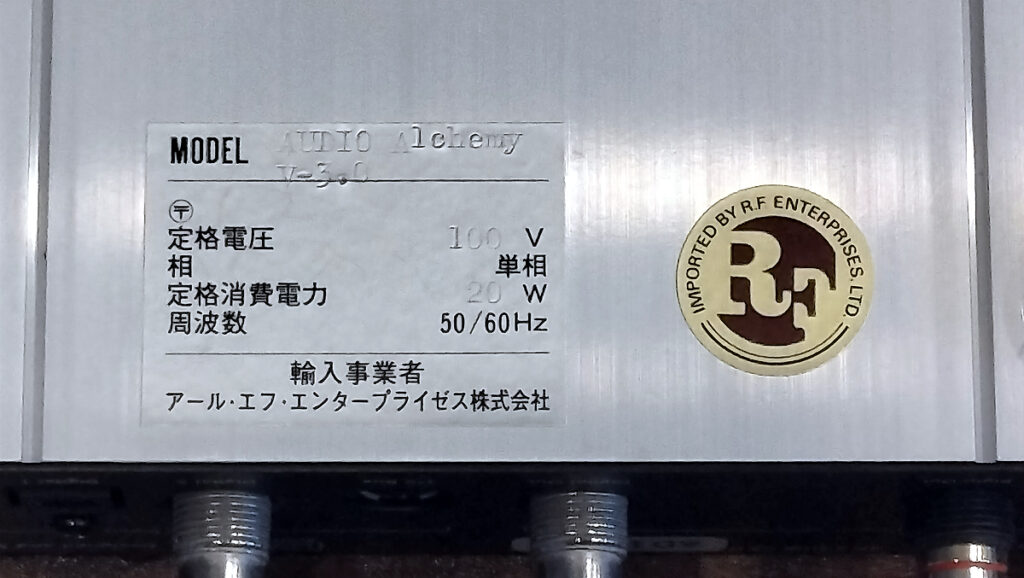 MODEL AUDIO Alchemy
V-3.0
〒
定格電圧 100 V
相 単相
定格消費電力 20 W
周波数 50/60Hz
輸入事業者
アール・エフ・エンタープライゼス株式会社
IMPORTED BY R.F ENTERPRISES, LTD.
RF